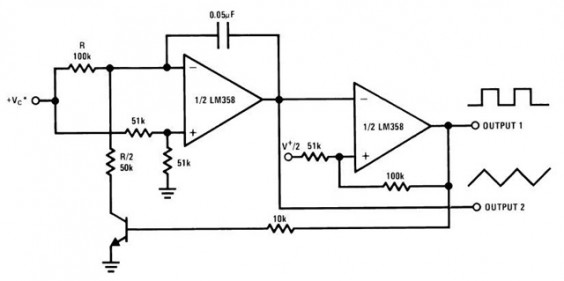 0.05µF
R
100k
+VC*
51k
1/2 LM358
1/2 LM358
OUTPUT 1
V+/2 51k
R/2
50k
51k
100k
OUTPUT 2
10k